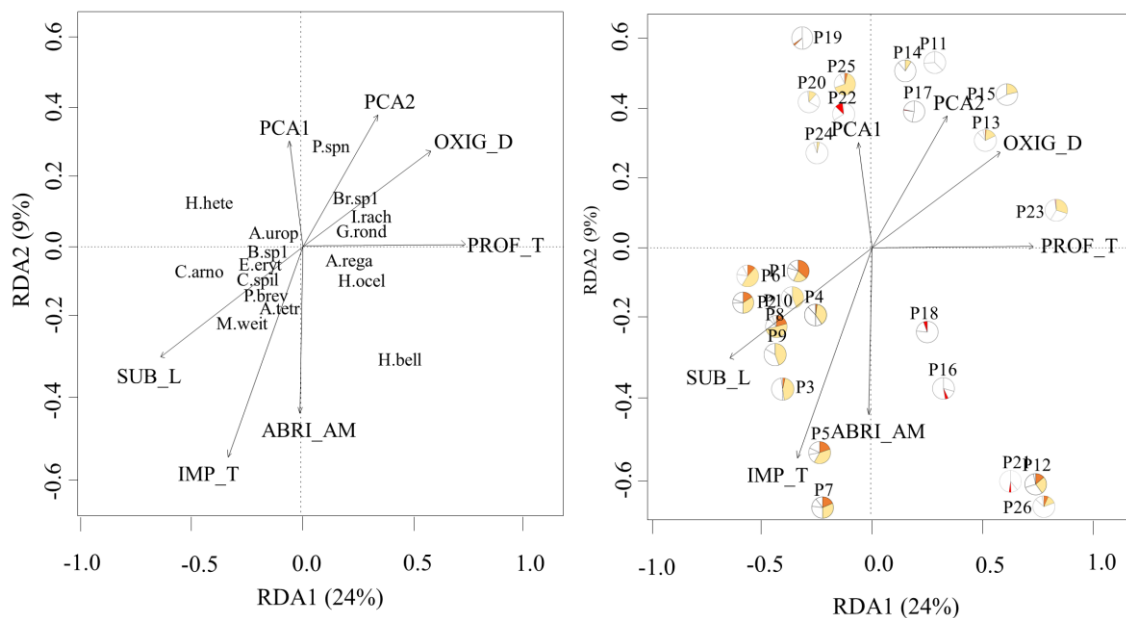 0.6
0.4
0.2
0.0
-0.2
-0.4
-0.6
RDA2 (9%)
PCA2
PCA1
P.spn
OXIG_D
H.hete
Br.sp1
I.rach
G.rond
A.urop
PROF_T
B.sp1
A.rega
E.eryt
C.arno
C.spil
H.ocel
P.brev
A.tetr
M.weit
H.bell
SUB_L
ABRI_AM
IMP_T
-1.0 -0.5 0.0 0.5 1.0
RDA1 (24%)
0.6
0.4
0.2
0.0
-0.2
-0.4
-0.6
RDA2 (9%)
P19
P14 P11
P25
P20
P22
P17
PCA2 P15
P13
P24 PCA1
OXIG_D
P23
PROF_T
P6 P1
P2 P10 P4
P8
P18
P9
P16
SUB_L
P3
ABRI_AM
P5
IMP_T
P21 P12
P7
P26
-1.0 -0.5 0.0 0.5 1.0
RDA1 (24%)